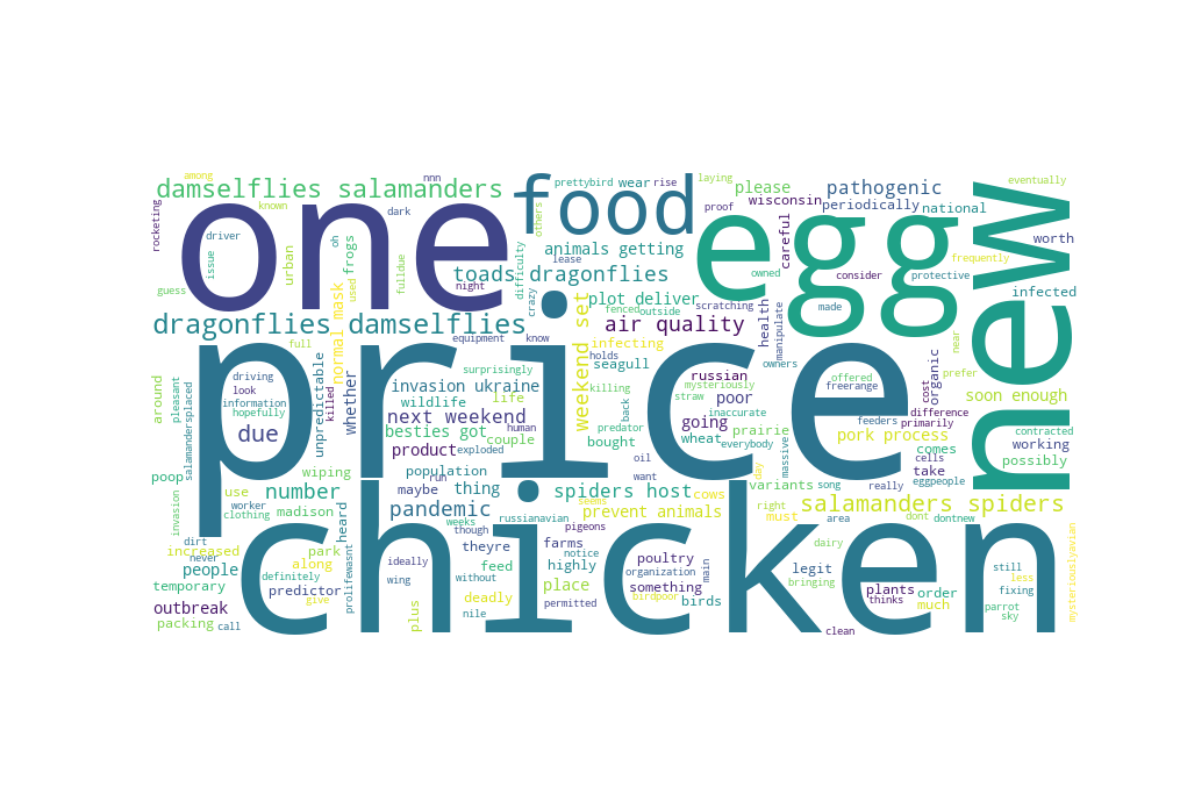 among
nnn
prettybird
wear
rise
laying
please
pathogenic
eventually
damselflies salamanders
food
proof
wisconsin
periodically
national
known
dark
others
rocketing
one
egg
new
driver
oh
urban
frogs
issue
used
fulldue
animals getting
careful
worth
difficulty
lease
owned
frequently
toads dragonflies
night
crazy
scratching
consider
protective
infected
guess
normal mask
weekend set
plot deliver
fenced
outside
made
dragonflies damselflies
air quality
health
manipulate
near
full
equipment
know
infecting
price
holds
seagull
owners
organic
prefer
surprisingly
russian
mysteriously
offered
freerange
cost
difference
soon enough
around
pleasant
salamandersplaced
driving
look
information
hopefully
unpredictable
killed
whether
invasion ukraine
wildlife
life
killing
straw
poor
primarily
next weekend
human
back
predator
bought
inaccurate
going
prairie
feeders
contracted
due
besties got
couple
wheat
everybody
pork process
comes
working
product
exploded
massive
cells
take
possibly
poop
wiping
population
run
oil
want
day
eggpeople
use
number
maybe
thing
spiders host
cows
variants
song
really
invasion
worker
clothing
madison
heard
pandemic
seems
prevent animals
right
must
area
salamanders spiders
dont
dontnew
dirt
never
increased
park
weeks
though
russianavian
theyre
farms
pigeons
notice
dairy
still
less
fixing
people
along
definitely
ideally
feed
highly
poultry
organization
main
legit
bringing
temporary
predictor
give
prolifewasnt
wing
without
place
something
thinks
plants
order
much
parrot
sky
mysteriouslyavian
outbreak
plus
deadly
nile
permitted
birdpoor
birds
packing
call
chicken
clean